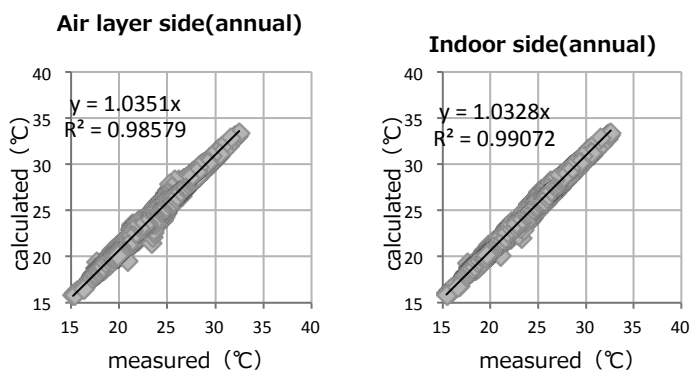 Air layer side(annual)
40
35
30
25
20
15
y = 1.0351x
R² = 0.98579
calculated（℃）
15 20 25 30 35 40
measured（℃）
Indoor side(annual)
40
35
30
25
20
15
y = 1.0328x
R² = 0.99072
calculated（℃）
15 20 25 30 35 40
measured（℃）